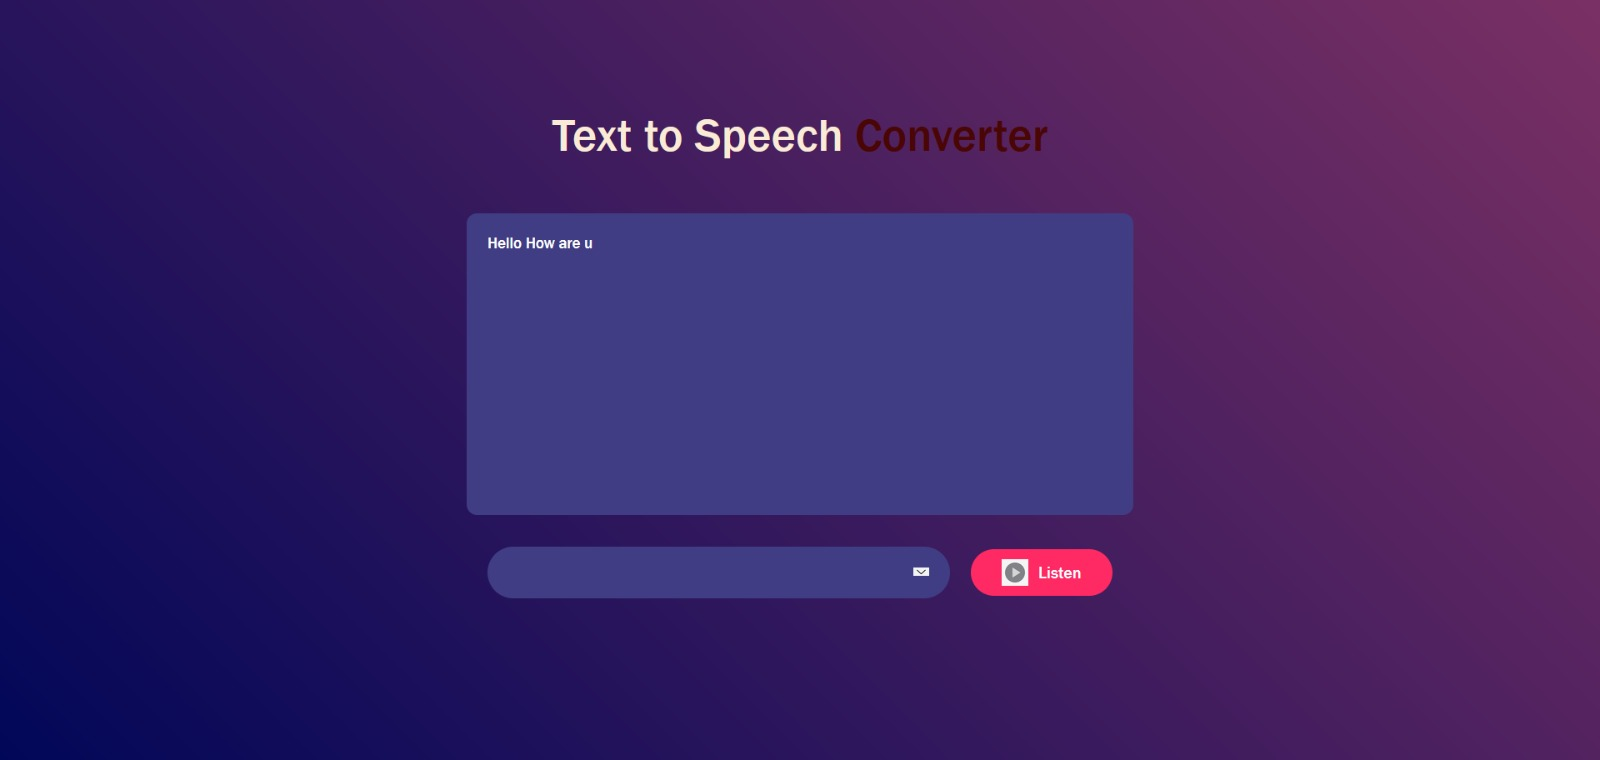 Text to Speech Converter
Hello How are u
Listen